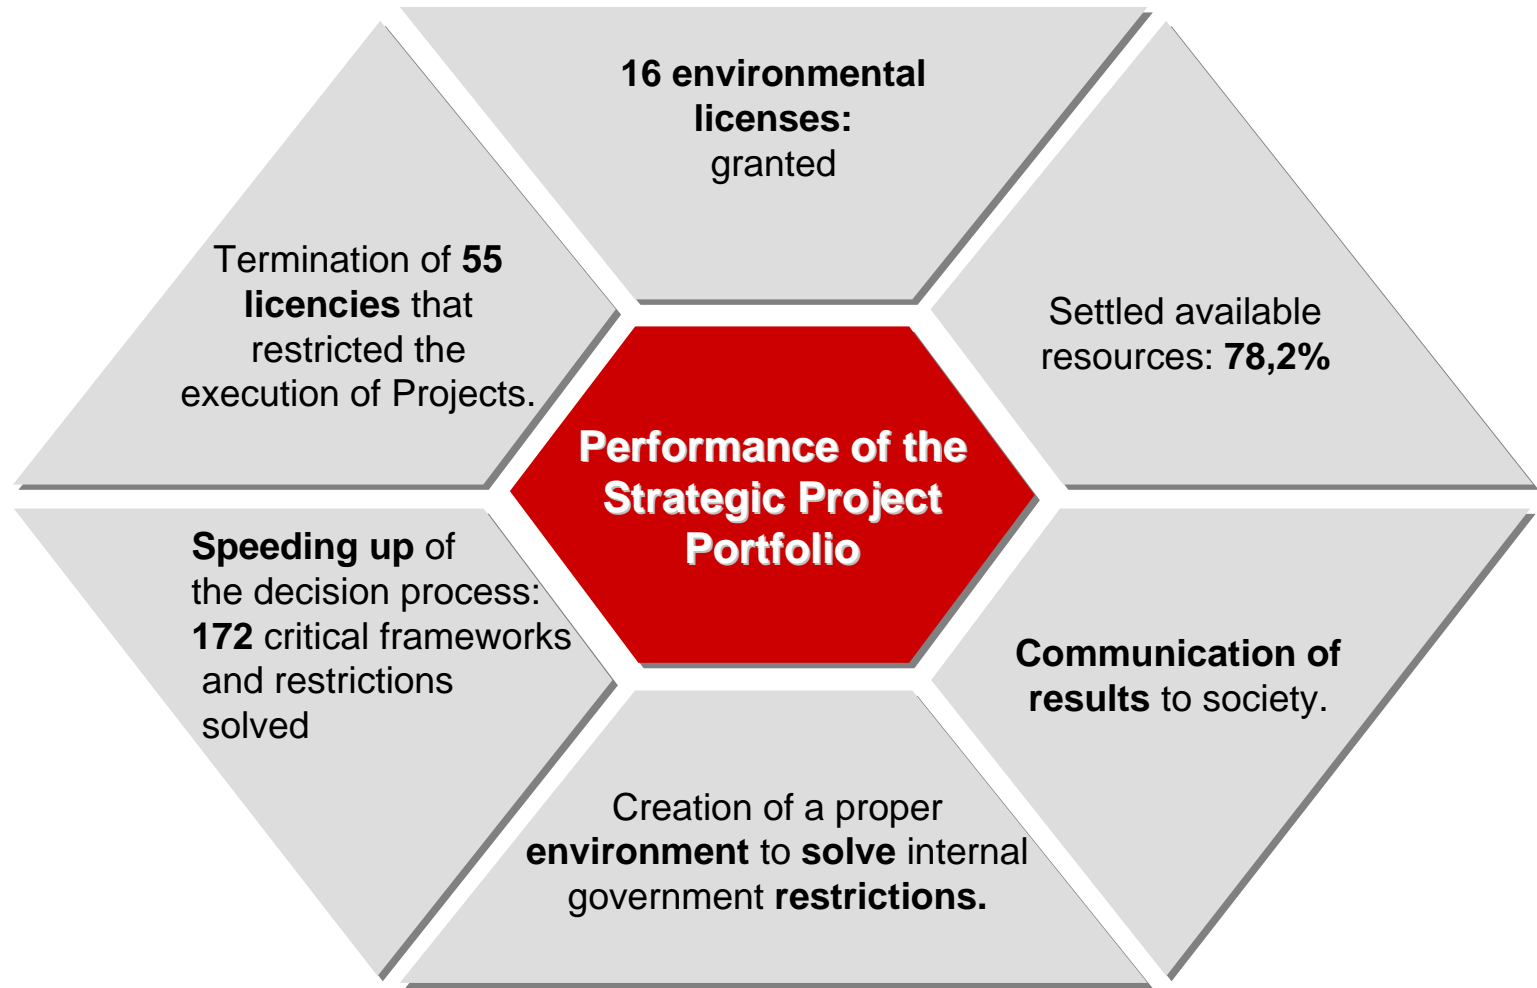 16 environmental
licenses:
granted
Termination of 55
licencies that
restricted the
execution of Projects.
Settled available
resources: 78,2%
Performance of the
Strategic Project
Portfolio
Speeding up of
the decision process:
172 critical frameworks
and restrictions
solved
Communication of
results to society.
Creation of a proper
environment to solve internal
government restrictions.